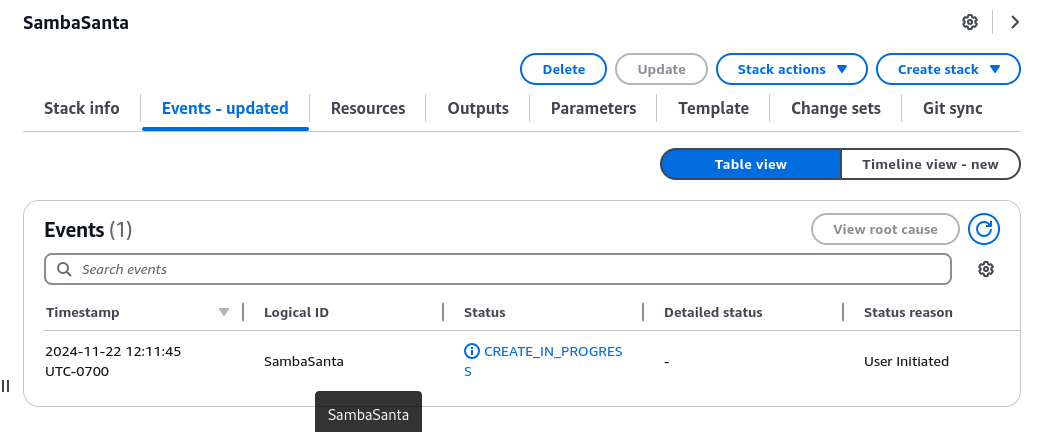 SambaSanta
Delete Update Stack actions Create stack
Stack info Events - updated Resources Outputs Parameters Template Change sets Git sync
Table view Timeline view - new
Events (1) View root cause
Search events
Timestamp Logical ID Status Detailed status Status reason
2024-11-22 12:11:45
UTC-0700
SambaSanta
CREATE_IN_PROGRES
S
-
User Initiated
SambaSanta